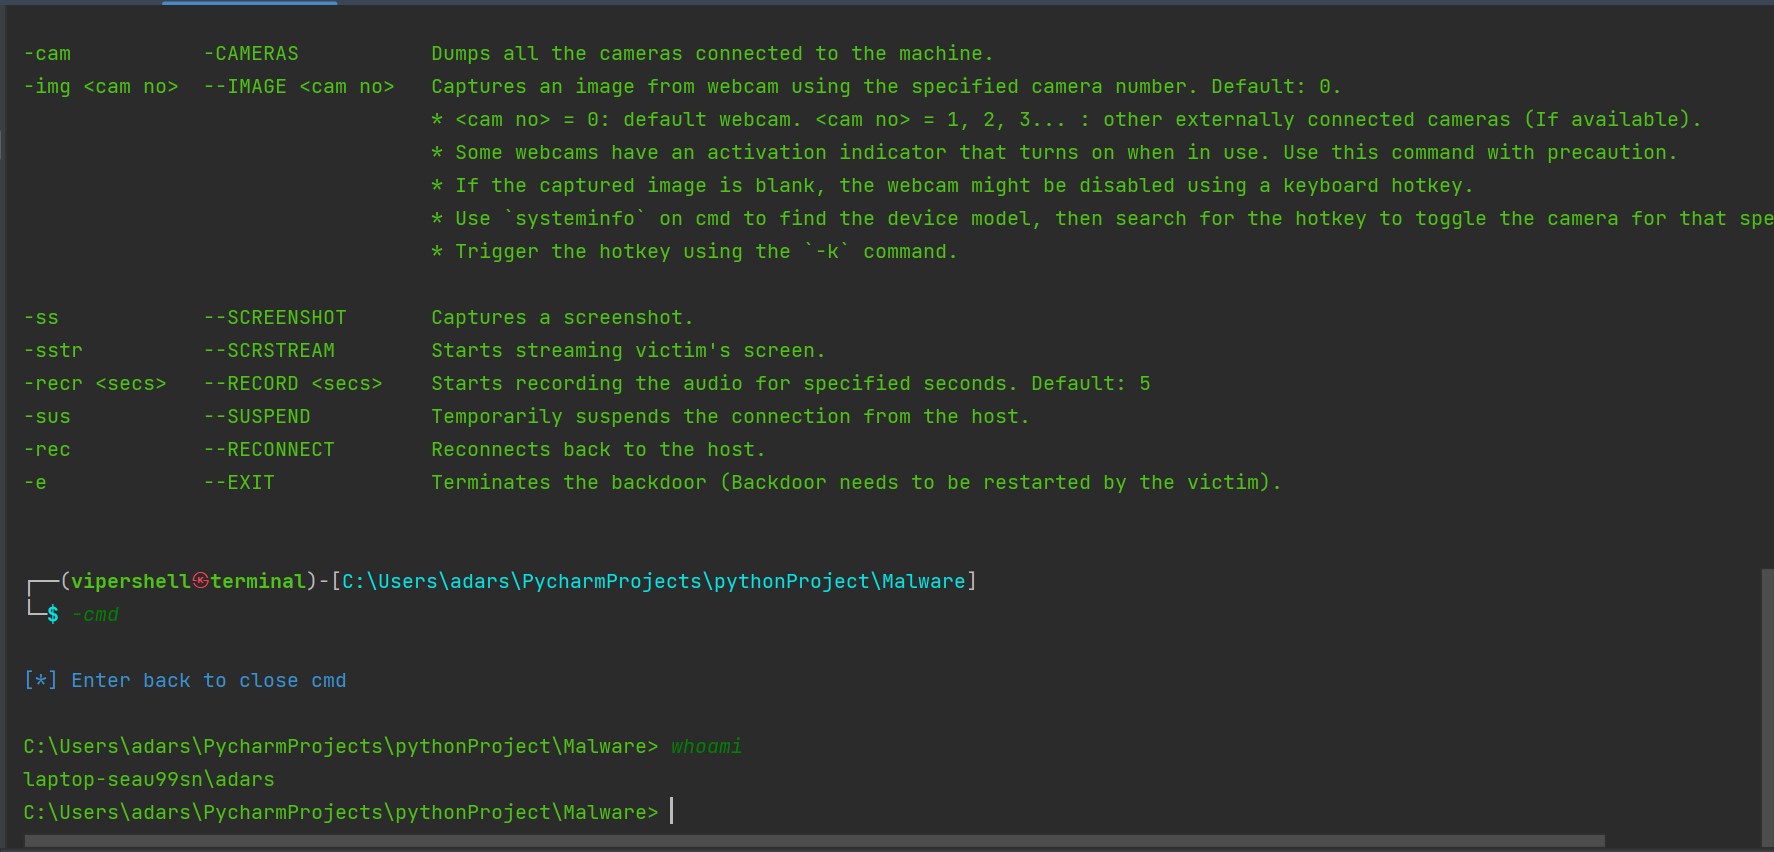 -cam -CAMERAS Dumps all the cameras connected to the machine.
-img <cam no> --IMAGE <cam no> Captures an image from webcam using the specified camera number. Default: 0.
* <cam no> = 0: default webcam. <cam no> = 1, 2, 3... : other externally connected cameras (If available).
* Some webcams have an activation indicator that turns on when in use. Use this command with precaution.
* If the captured image is blank, the webcam might be disabled using a keyboard hotkey.
* Use `systeminfo` on cmd to find the device model, then search for the hotkey to toggle the camera for that spe
* Trigger the hotkey using the `-k` command.
-ss --SCREENSHOT Captures a screenshot.
-sstr --SCRSTREAM Starts streaming victim's screen.
-recr <secs> --RECORD <secs> Starts recording the audio for specified seconds. Default: 5
-sus --SUSPEND Temporarily suspends the connection from the host.
-rec --RECONNECT Reconnects back to the host.
-e --EXIT Terminates the backdoor (Backdoor needs to be restarted by the victim).
┌──(vipershell㉿terminal)-[C:\Users\adars\PycharmProjects\pythonProject\Malware]
└─$ -cmd
[*] Enter back to close cmd
C:\Users\adars\PycharmProjects\pythonProject\Malware> whoami
laptop-seau99sn\adars
C:\Users\adars\PycharmProjects\pythonProject\Malware>